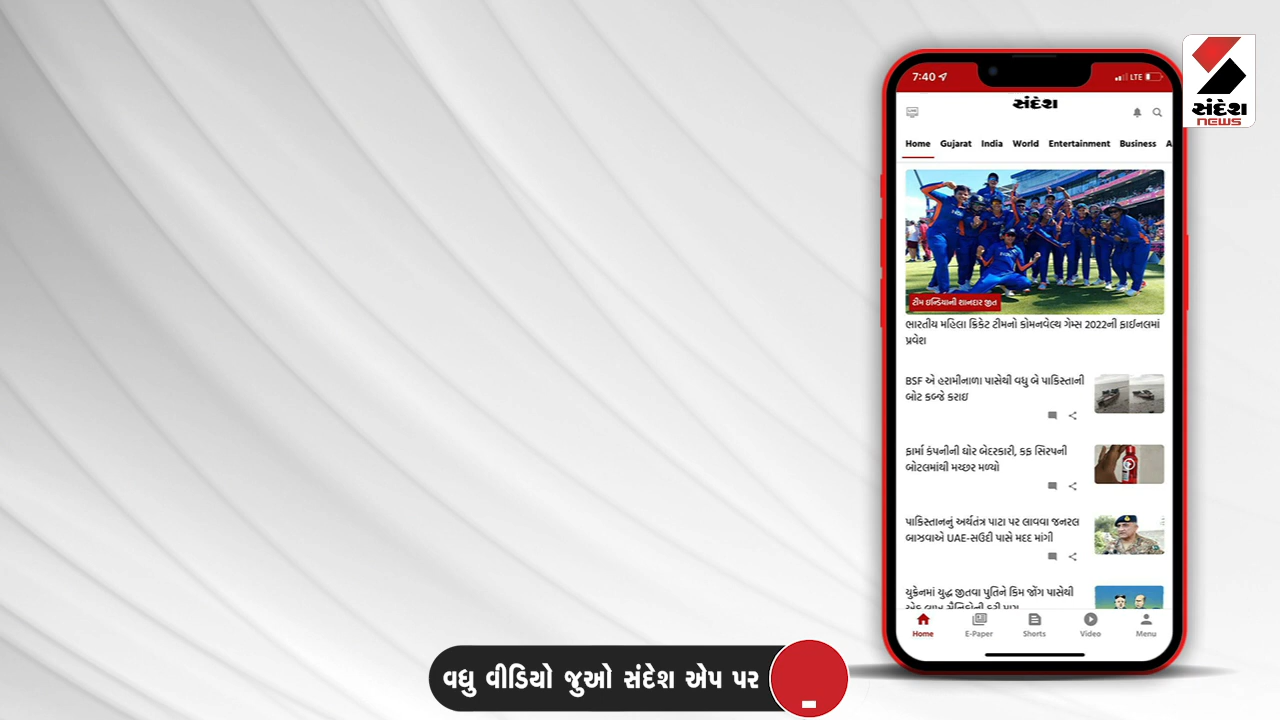 7:40
LTE
સંદેશ
સંદેશ
NEWS
Home Gujarat India World Entertainment Business A
ટીમ ઇન્ડિયાની શાનદાર જીત
ભારતીય મહિલા ક્રિકેટ ટીમનો કોમનવેલ્થ ગેમ્સ 2022ની ફાઈનલમાં
પ્રવેશ
BSF એ હરામીનાળા પાસેથી વધુ બે પાકિસ્તાની
બોટ કબ્જે કરાઇ
ફાર્મા કંપનીની ઘોર બેદરકારી, કફ સિરપની
બોટલમાંથી મચ્છર મળ્યો
પાકિસ્તાનનું અર્થતંત્ર પાટા પર લાવવા જનરલ
બાઝવાએ UAE-સઉદી પાસે મદદ માંગી
યુક્રેનમાં યુદ્ધ જીતવા પુતિને કિમ જોંગ પાસેથી
Home E-Paper Shorts Video Menu
વધુ વીડિયો જુઓ સંદેશ એપ પર